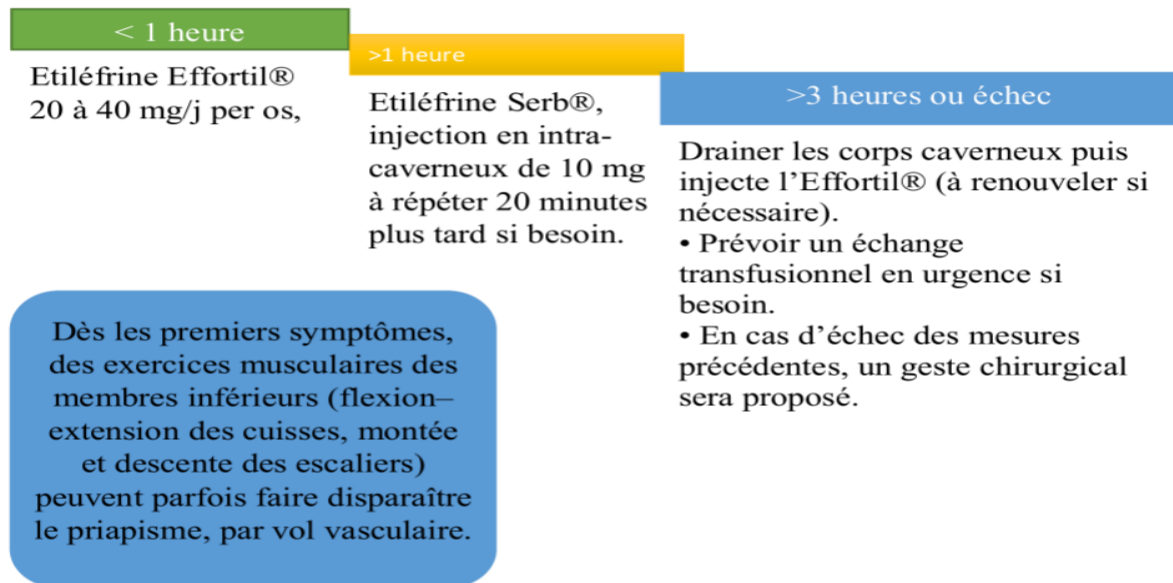 < 1 heure
Etiléfrine Effortil®
20 à 40 mg/j per os,
>1 heure
Etiléfrine Serb®,
injection en intra-
caverneux de 10 mg
à répéter 20 minutes
plus tard si besoin.
>3 heures ou échec
Drainer les corps caverneux puis
injecte l’Effortil® (à renouveler si
nécessaire).
• Prévoir un échange
transfusionnel en urgence si
besoin.
• En cas d’échec des mesures
précédentes, un geste chirurgical
sera proposé.
Dès les premiers symptômes,
des exercices musculaires des
membres inférieurs (flexion–
extension des cuisses, montée
et descente des escaliers)
peuvent parfois faire disparaître
le priapisme, par vol vasculaire.